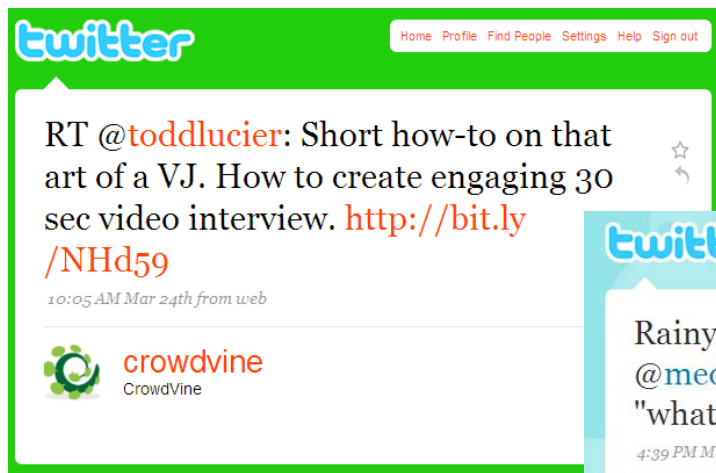 twitter
Home Profile Find People Settings Help Sign out
RT @toddlucier: Short how-to on that
art of a VJ. How to create engaging 30
sec video interview. http://bit.ly
/NHd59
10:05 AM Mar 24th from web
crowdvine
CrowdVine
twitt
Rainy
@med
"what
4:39 PM M